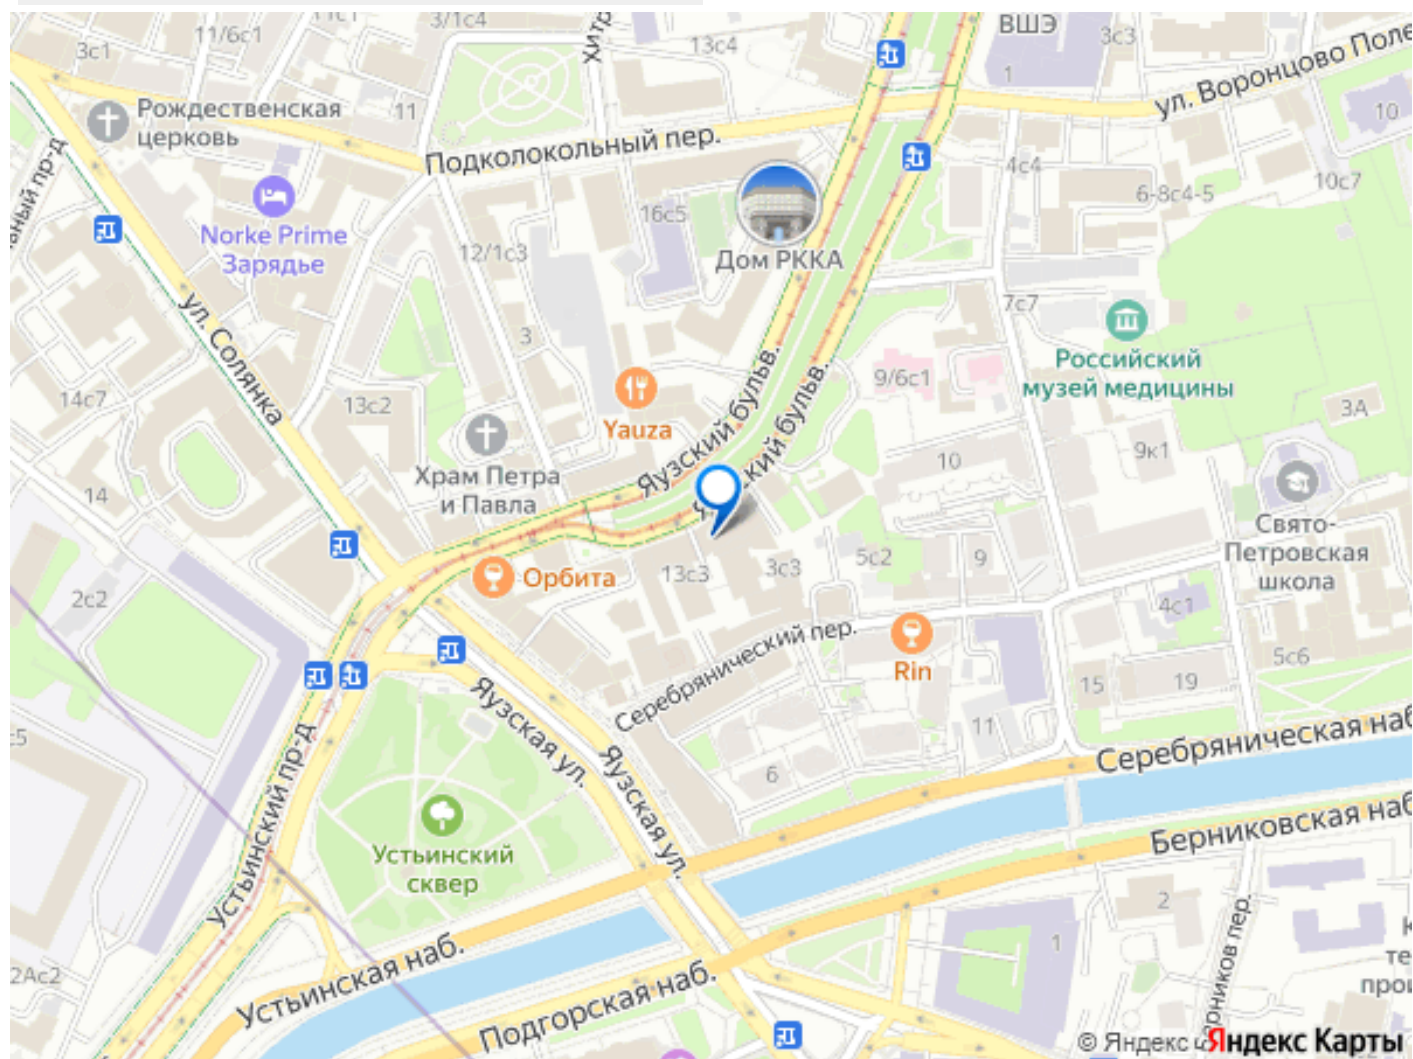 11с1
3/1с4
ВШЭ
3с3
11/6с1
3с1
13с4
1
ул. Воронцово Поле
Рождественская
церковь
11
10
Подколокольный пер.
4с4
6-8с4-5
10с7
16с5
Norke Prime
Зарядье
12/1с3
Дом РККА
7с7
ул. Солянка
3
Российский
музей медицины
9/6с1
14с7
13с2
3А
Yauza
Яузский бульв.
Храм Петра
и Павла
9к1
10
14
Свято-
Петровская
школа
Орбита
13с3
3с3
5с2
9
2с2
4с1
Серебрянический пер.
Rin
5с6
15
19
Яузская ул.
11
Устьинский пр-д
Яузская ул.
6
Серебряническая наб
Берниковская наб
Устьинский
сквер
2
1
2Ас2
Устьинская наб.
Подгорская наб.
© Яндекс
Яндекс Карты